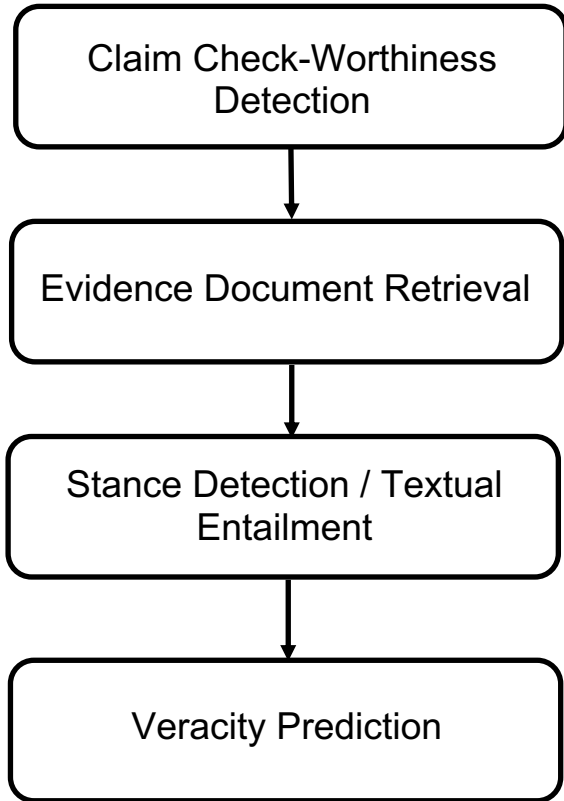 Claim Check-Worthiness
Detection
Evidence Document Retrieval
Stance Detection / Textual
Entailment
Veracity Prediction